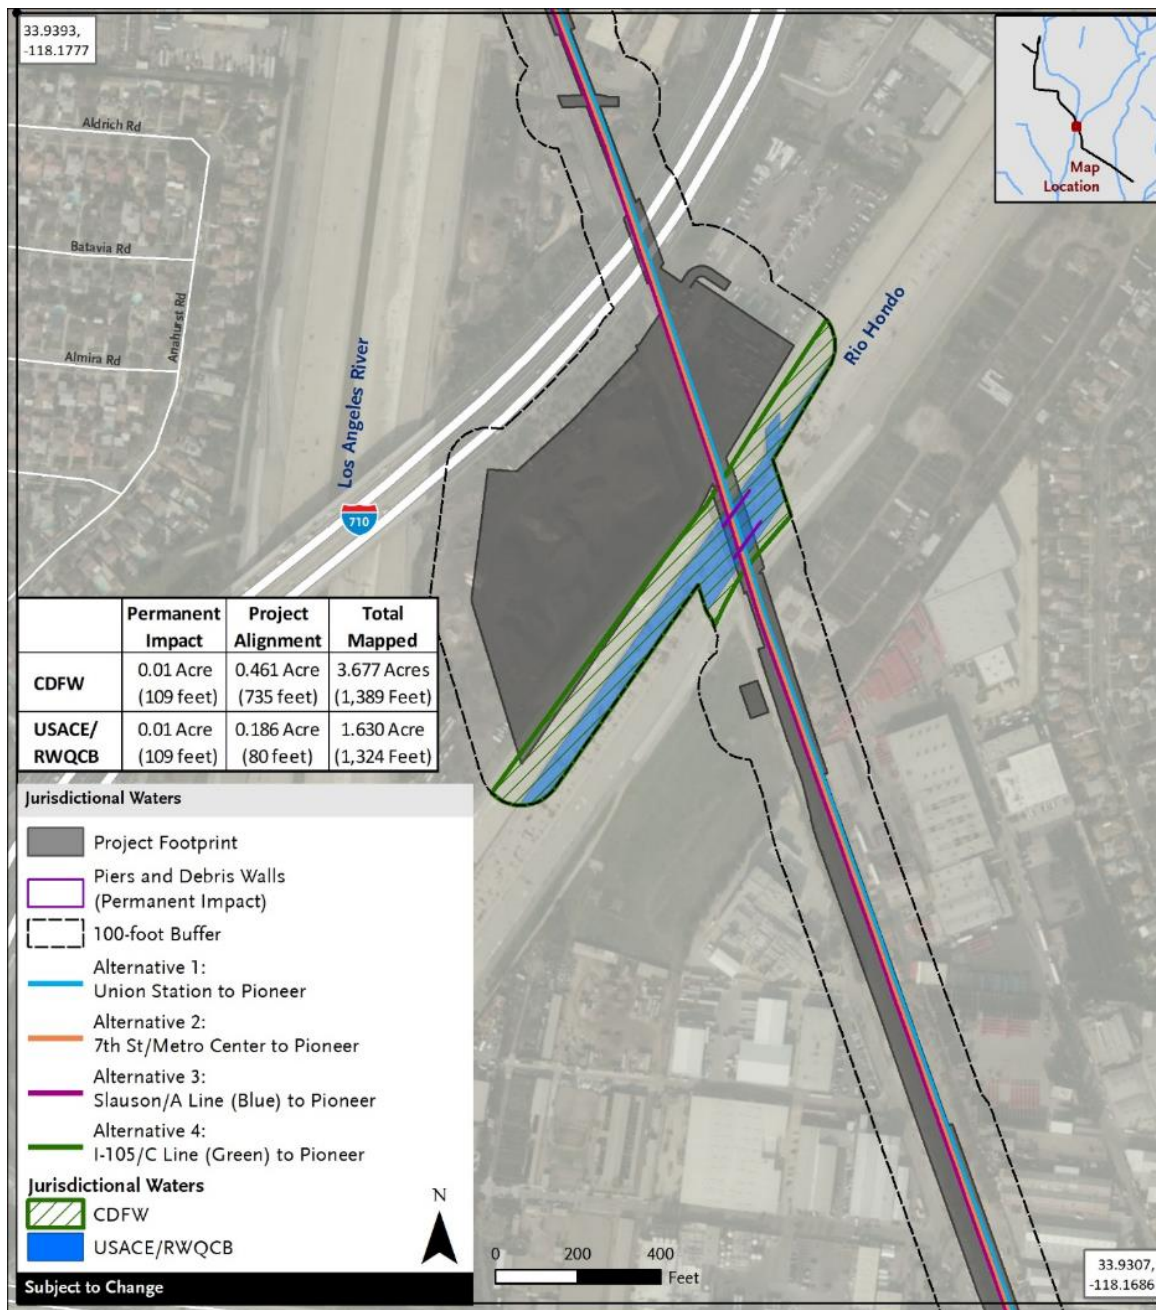 33.9393,
-118.1777
Aldrich Rd
Batavia Rd
Anahurst Rd
Almira Rd
Los Angeles River
Rio Hondo
710
Map
Location
Permanent Impact	Project Alignment	Total Mapped
CDFW	0.01 Acre (109 feet)	0.461 Acre (735 feet)	3.677 Acres (1,389 Feet)
USACE/ RWQCB	0.01 Acre (109 feet)	0.186 Acre (80 feet)	1.630 Acre (1,324 Feet)
Jurisdictional Waters
Project Footprint
Piers and Debris Walls
(Permanent Impact)
100-foot Buffer
Alternative 1:
Union Station to Pioneer
Alternative 2:
7th St/Metro Center to Pioneer
Alternative 3:
Slauson/A Line (Blue) to Pioneer
Alternative 4:
I-105/C Line (Green) to Pioneer
Jurisdictional Waters
CDFW
USACE/RWQCB
N
Subject to Change
0 200 400
Feet
33.9307,
-118.1686